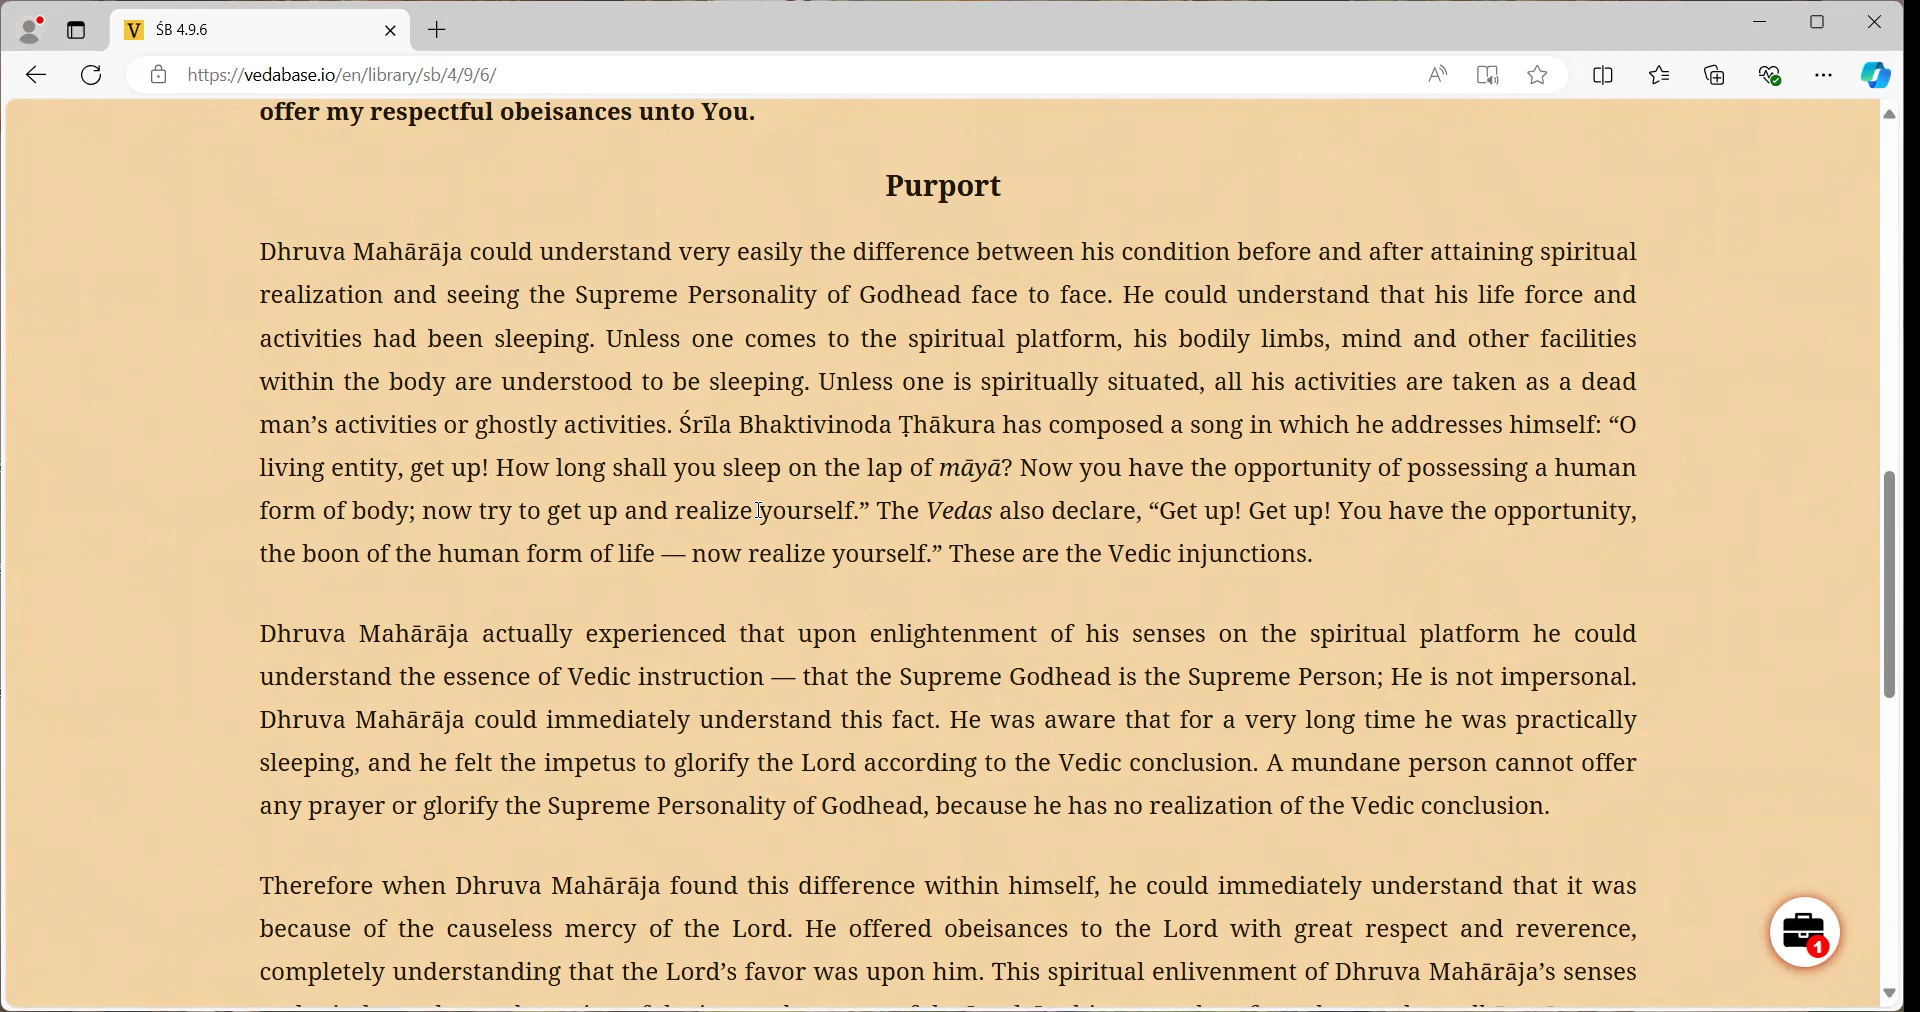 ŚB 4.9.6
https://vedabase.io/en/library/sb/4/9/6/
offer my respectful obeisances unto You.
Purport
Dhruva Mahārāja could understand very easily the difference between his condition before and after attaining spiritual
realization and seeing the Supreme Personality of Godhead face to face. He could understand that his life force and
activities had been sleeping. Unless one comes to the spiritual platform, his bodily limbs, mind and other facilities
within the body are understood to be sleeping. Unless one is spiritually situated, all his activities are taken as a dead
man’s activities or ghostly activities. Śrīla Bhaktivinoda Ṭhākura has composed a song in which he addresses himself: “O
living entity, get up! How long shall you sleep on the lap of māyā? Now you have the opportunity of possessing a human
form of body; now try to get up and realize yourself.” The Vedas also declare, “Get up! Get up! You have the opportunity,
the boon of the human form of life — now realize yourself.” These are the Vedic injunctions.
Dhruva Mahārāja actually experienced that upon enlightenment of his senses on the spiritual platform he could
understand the essence of Vedic instruction — that the Supreme Godhead is the Supreme Person; He is not impersonal.
Dhruva Mahārāja could immediately understand this fact. He was aware that for a very long time he was practically
sleeping, and he felt the impetus to glorify the Lord according to the Vedic conclusion. A mundane person cannot offer
any prayer or glorify the Supreme Personality of Godhead, because he has no realization of the Vedic conclusion.
Therefore when Dhruva Mahārāja found this difference within himself, he could immediately understand that it was
because of the causeless mercy of the Lord. He offered obeisances to the Lord with great respect and reverence,
completely understanding that the Lord’s favor was upon him. This spiritual enlivenment of Dhruva Mahārāja’s senses
1